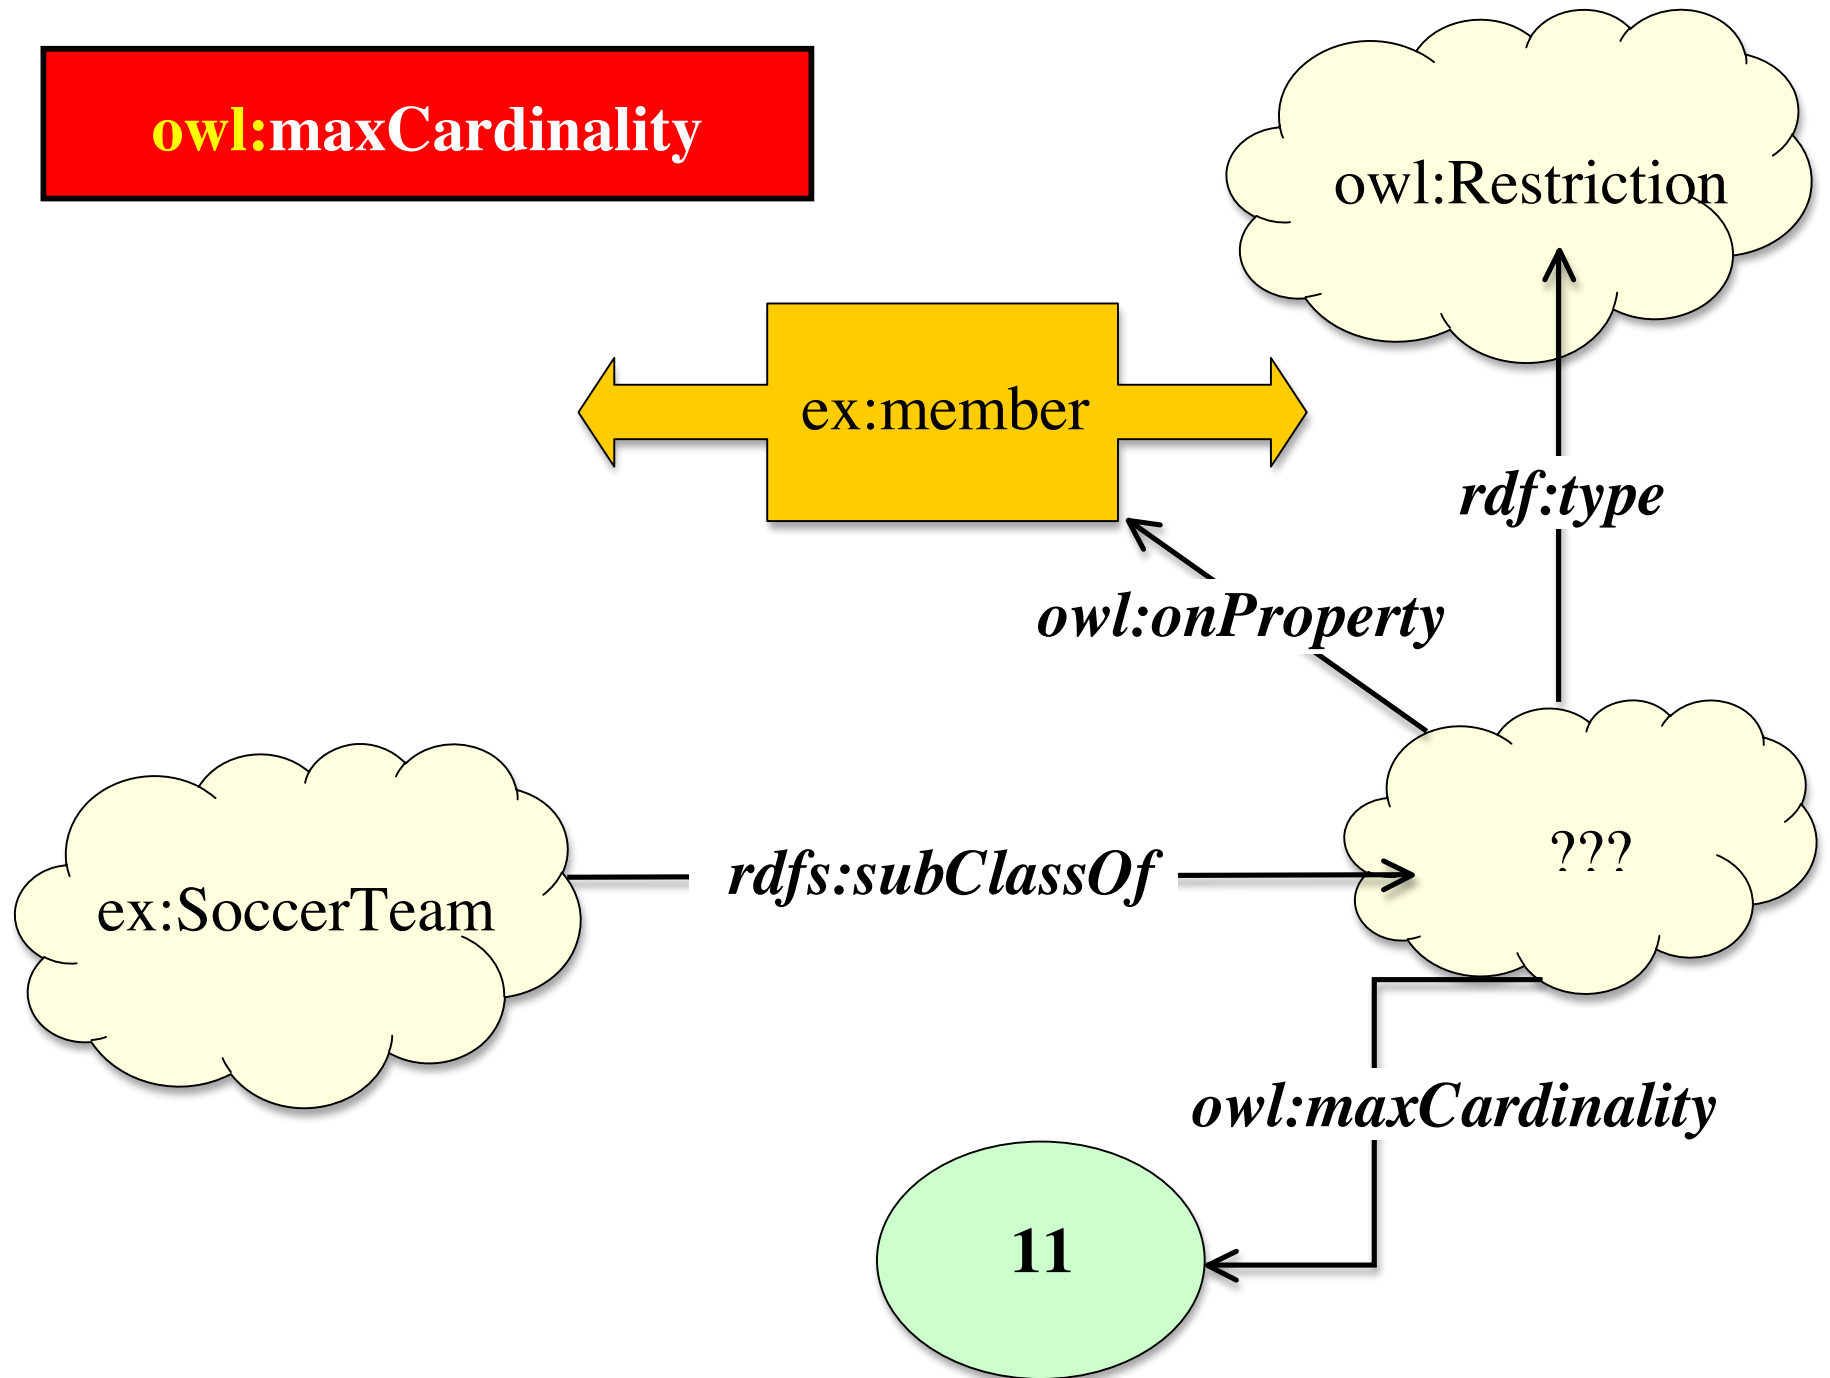 owl:maxCardinality
owl:Restriction
ex:member
rdf:type
owl:onProperty
???
rdfs:subClassOf
ex:SoccerTeam
owl:maxCardinality
11